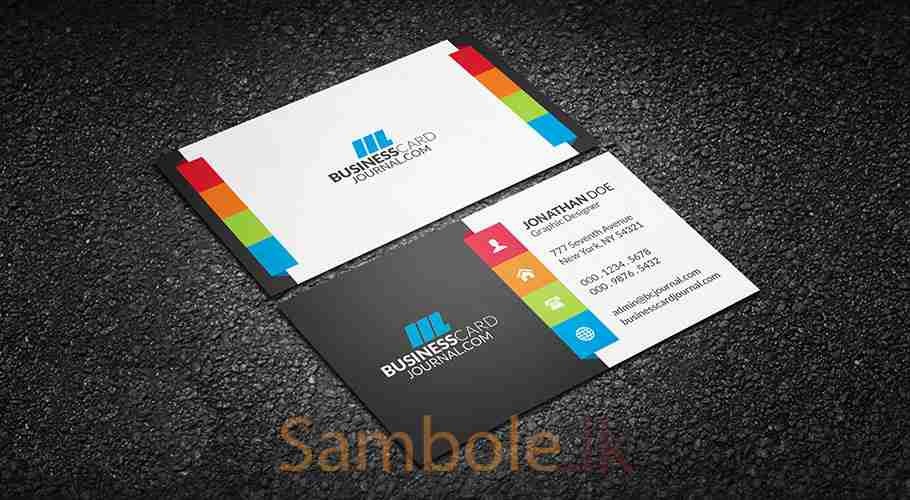 BUSINESSCARD
JOURNAL.COM
JONATHAN DOE
Graphic Designer
777 Seventh Avenue
New York, NY 54321
000 . 1234 . 5678
000 . 9876 . 5432
admin@bcjournal.com
businesscardjournal.com
BUSINESSCARD
JOURNAL.COM
Sambole.lk